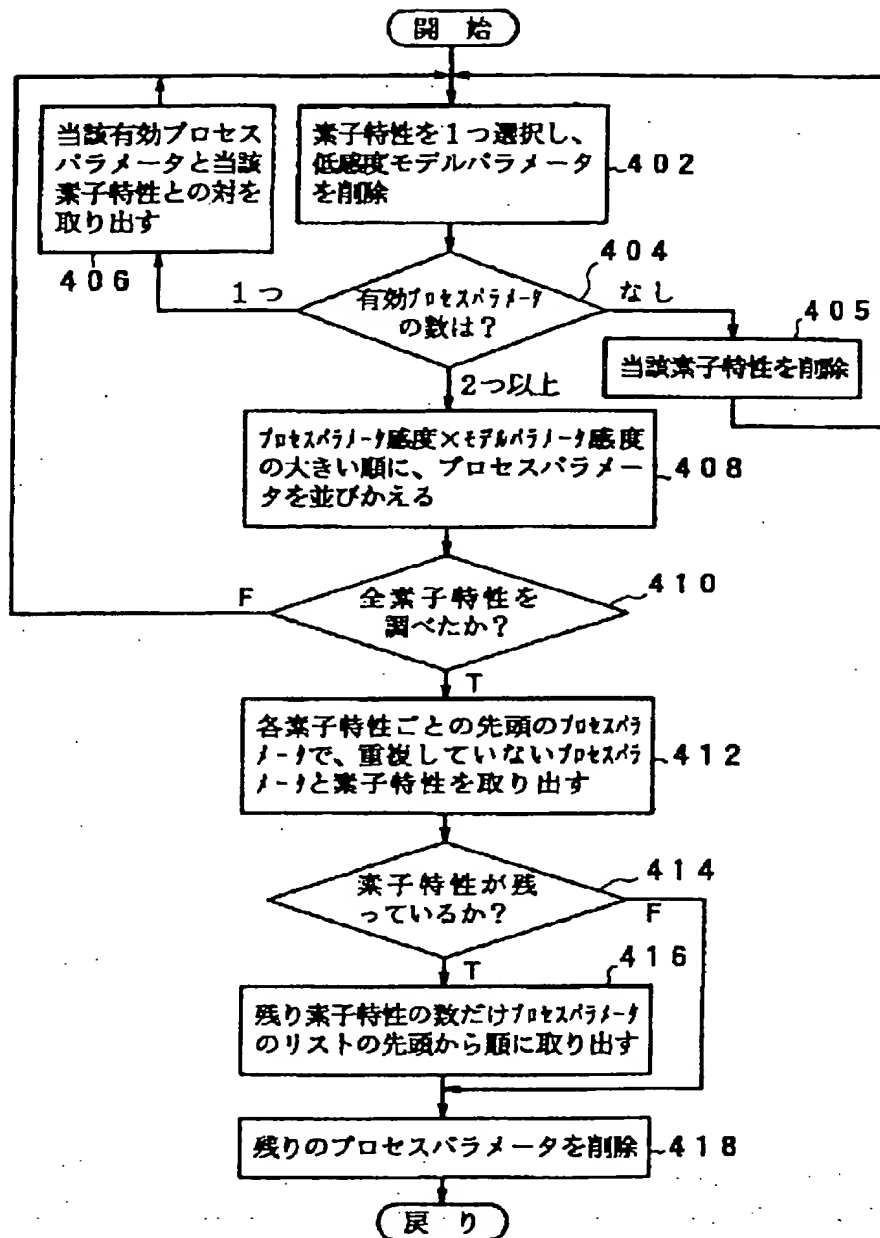 開 始
当該有効プロセス
パラメータと当該
素子特性との対を
取り出す
406
素子特性を1つ選択し、
低感度モデルパラメータ
を削除
402
404
有効プロセスパラメータ
の数は?
1つ
なし
405
当該素子特性を削除
2つ以上
プロセスパラメータ感度×モデルパラメータ感度
の大きい順に、プロセスパラメー
タを並びかえる
408
410
全素子特性を
調べたか?
F
T
各素子特性ごとの先頭のプロセスパラ
メータで、重複していないプロセスパラ
メータと素子特性を取り出す
412
414
素子特性が残
っているか?
F
T
416
残り素子特性の数だけプロセスパラメータ
のリストの先頭から順に取り出す
残りのプロセスパラメータを削除
418
戻 り